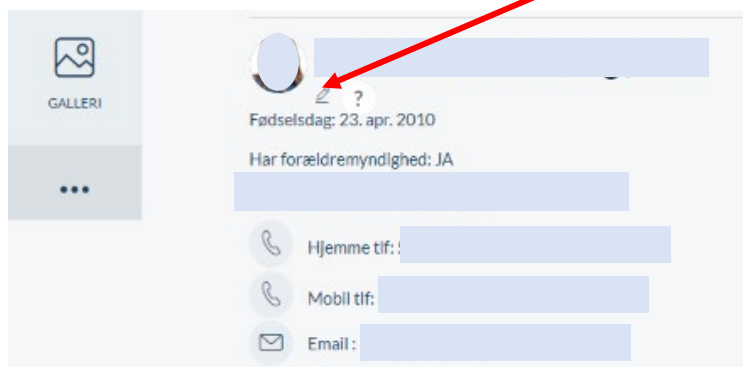 GALLERI
?
Fødselsdag: 23. apr. 2010
Har forældremyndighed: JA
Hjemme tlf:
Mobil tlf:
Email :